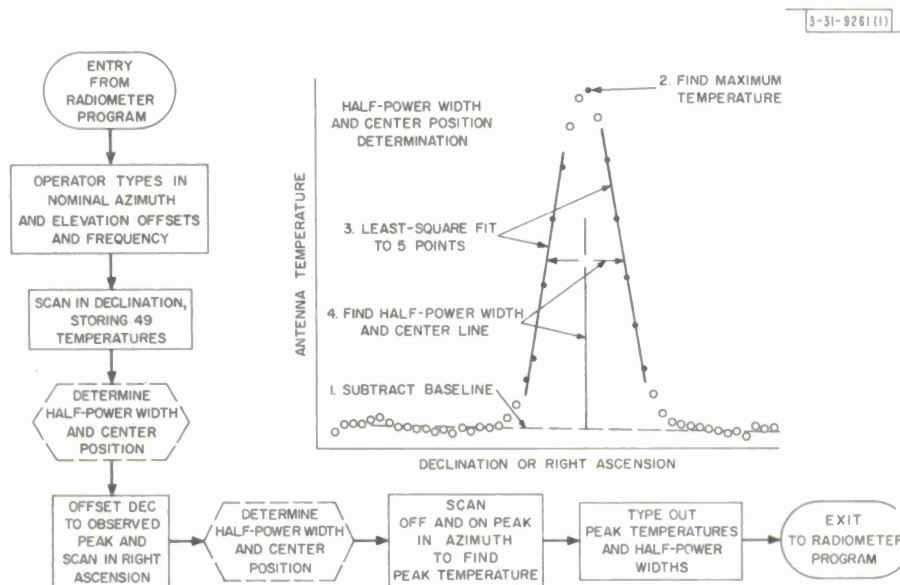 3-31-9261(1)
ENTRY
FROM
RADIOMETER
PROGRAM
OPERATOR TYPES IN
NOMINAL AZIMUTH
AND ELEVATION OFFSETS
AND FREQUENCY
SCAN IN DECLINATION,
STORING 49
TEMPERATURES
DETERMINE
HALF-POWER WIDTH
AND CENTER
POSITION
OFFSET DEC
TO OBSERVED
PEAK AND
SCAN IN RIGHT
ASCENSION
DETERMINE
HALF-POWER WIDTH
AND CENTER
POSITION
SCAN
OFF AND ON PEAK
IN AZIMUTH
TO FIND
PEAK TEMPERATURE
TYPE OUT
PEAK TEMPERATURES
AND HALF-POWER
WIDTHS
EXIT
TO RADIOMETER
PROGRAM
HALF-POWER WIDTH
AND CENTER POSITION
DETERMINATION
2. FIND MAXIMUM
TEMPERATURE
3. LEAST-SQUARE FIT
TO 5 POINTS
4. FIND HALF-POWER WIDTH
AND CENTER LINE
1. SUBTRACT BASELINE
ANTENNA TEMPERATURE
DECLINATION OR RIGHT ASCENSION